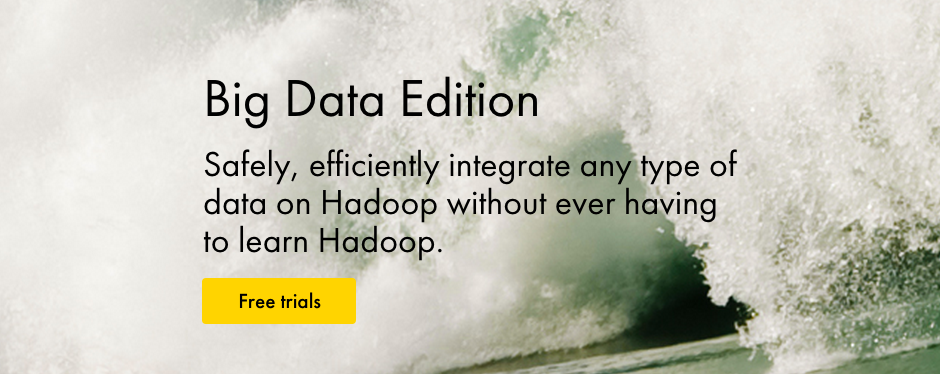 Big Data Edition
Safely, efficiently integrate any type of
data on Hadoop without ever having
to learn Hadoop.
Free trials